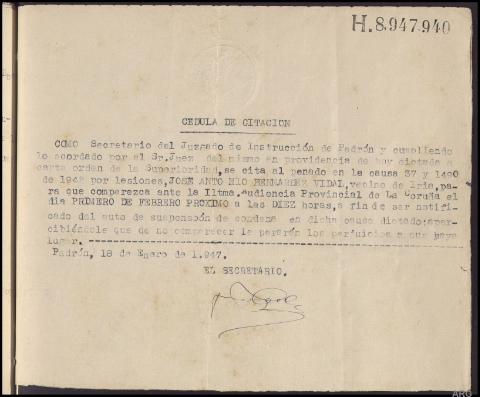 H.8.947.940
CEDULA DE CITACION
COMO Secretario del Juzgado de Instrucción de Padrón y cumpliendo
lo acordado por el Sr.Juez del mismo en providencia de hoy dictada a
carta orden de la Superioridad,se cita al penado en la causa 37 y 1400
de 1942 por lesiones,JOSE ANTONIO FERNANDEZ VIDAL,vecino de Iria,pa-
ra que comparezca ante la Iltma.Audiencia Provincial de La Coruña el
dia PRIMERO DE FEBRERO PROXIMO a las DIEZ horas,a fin de ser notifi-
cado del auto de suspensón de condena en dicha causa dictado;aper-
cibiéndole que de no comparecer le pararán los perjuicios a que haya
lugar.
Padrón, 18 de Enero de 1.947.
EL SECRETARIO,
ARG